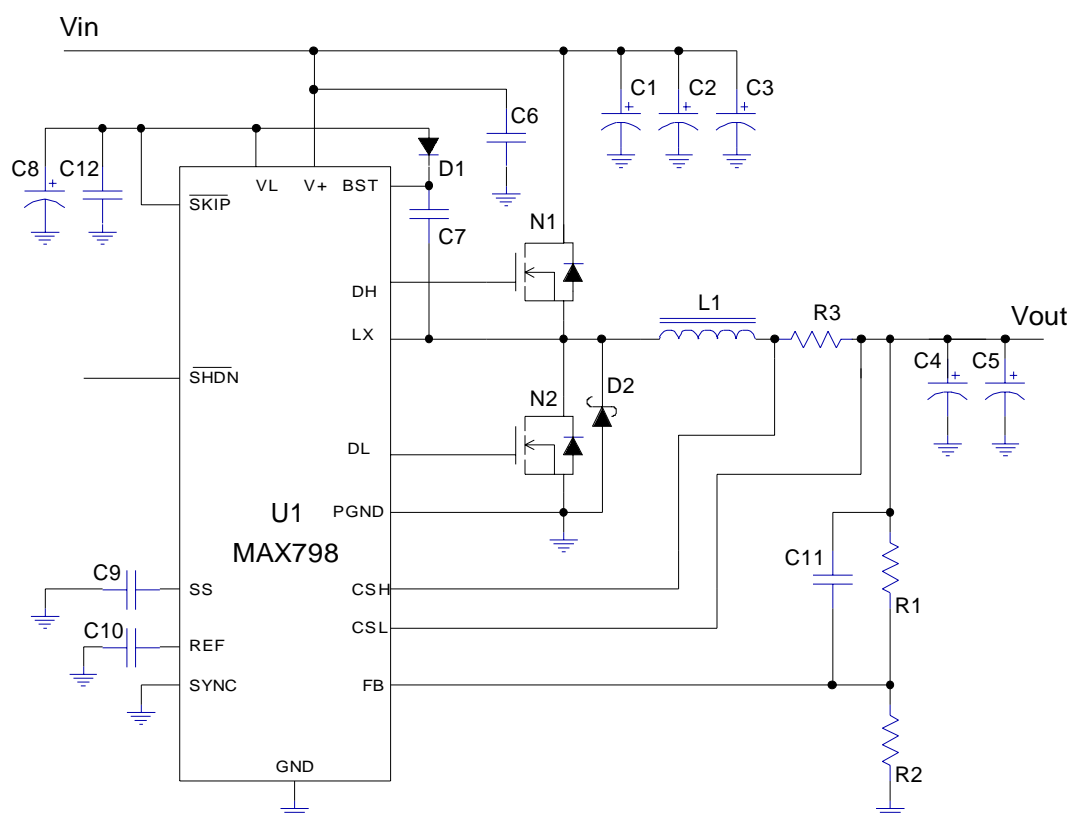 Vin
C1
C2
C3
C6
C8
C12
D1
VL
V+
BST
SKIP
C7
N1
DH
L1
R3
LX
Vout
SHDN
N2
D2
C4
C5
DL
U1
PGND
MAX798
C11
C9
SS
CSH
R1
C10
REF
CSL
SYNC
FB
GND
R2
+
+
+
+
+
+